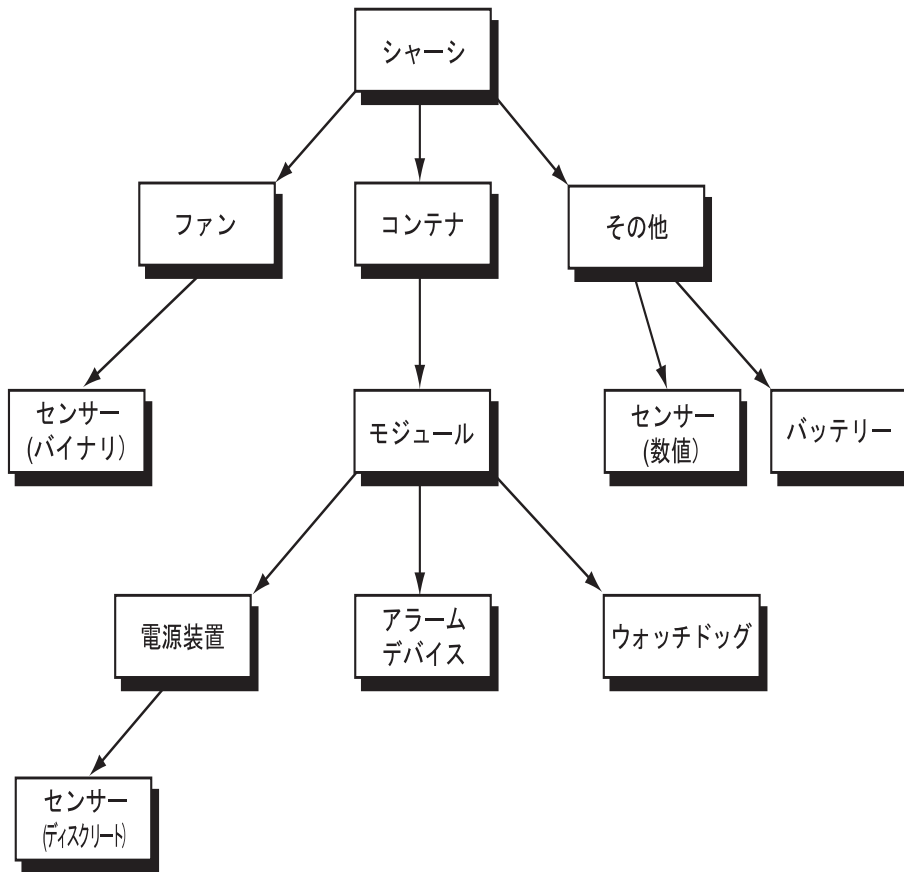 シャーシ
ファン
コンテナ
その他
センサー
(バイナリ)
モジュール
センサー
(数値)
バッテリー
電源装置
アラーム
デバイス
ウォッチドッグ
センサー
(ディスクリート)